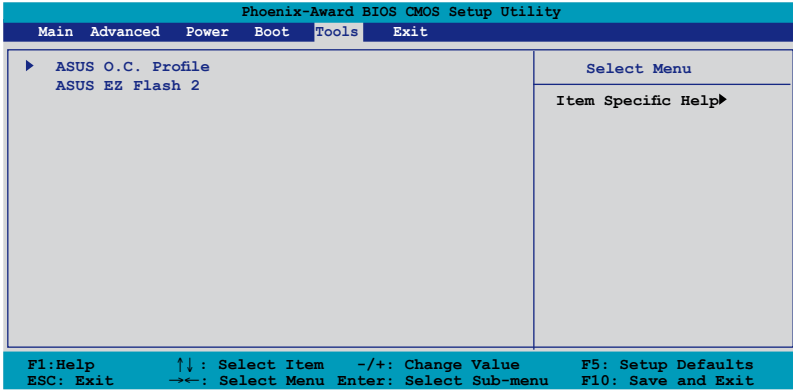 Phoenix-Award BIOS CMOS Setup Utility
Main Advanced Power Boot Tools Exit
ASUS O.C. Profile
ASUS EZ Flash 2
Select Menu
Item Specific Help
F1:Help ↑↓: Select Item -/+: Change Value F5: Setup Defaults
ESC: Exit →←: Select Menu Enter: Select Sub-menu F10: Save and Exit